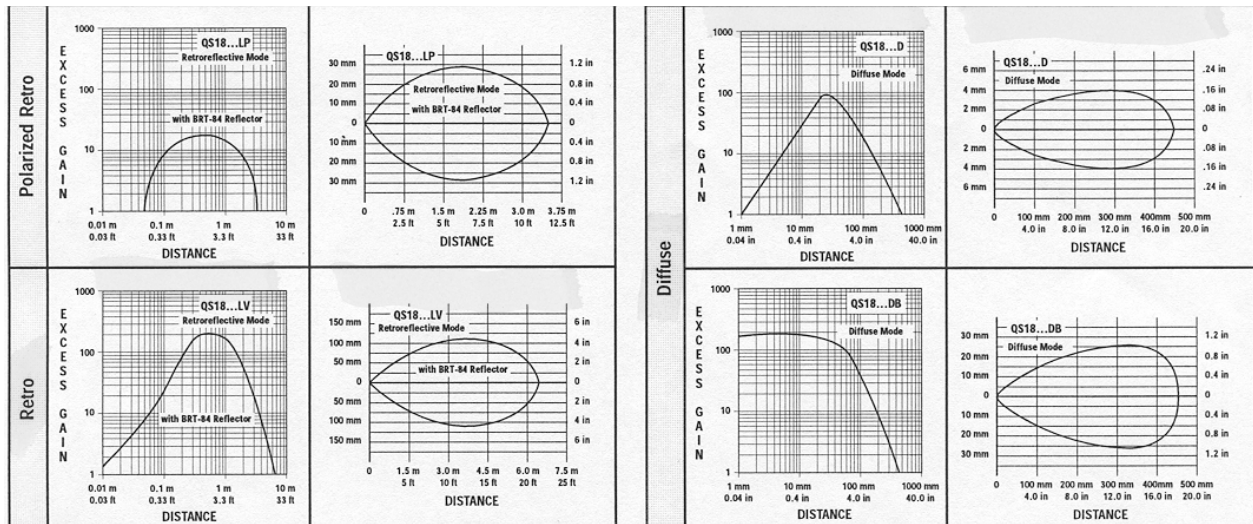 Polarized Retro
EXCESS GAIN
1000
100
10
1
QS18...LP
Retroreflective Mode
with BRT-84 Reflector
0.01 m 0.1 m 1.0 m 10 m
0.03 ft 0.33 ft 3.3 ft 33 ft
DISTANCE
QS18...LP
Retroreflective Mode
with BRT-84 Reflector
30 mm 1.2 in
20 mm 0.8 in
10 mm 0.4 in
0 0
10 mm 0.4 in
20 mm 0.8 in
30 mm 1.2 in
0 .75 m 1.5 m 2.25 m 3.0 m 3.75 m
2.5 ft 5 ft 7.5 ft 10 ft 12.5 ft
DISTANCE
Retro
EXCESS GAIN
1000
100
10
1
QS18...LV
Retroreflective Mode
with BRT-84 Reflector
0.01 m 0.1 m 1.0 m 10 m
0.03 ft 0.33 ft 3.3 ft 33 ft
DISTANCE
QS18...LV
Retroreflective Mode
with BRT-84 Reflector
150 mm 6 in
100 mm 4 in
50 mm 2 in
0 0
50 mm 2 in
100 mm 4 in
150 mm 6 in
0 1.5 m 3.0 m 4.5 m 6.0 m 7.5 m
5 ft 10 ft 15 ft 20 ft 25 ft
DISTANCE
Diffuse
EXCESS GAIN
1000
100
10
1
QS18...D
Diffuse Mode
1 mm 10 mm 100 mm 1000 mm
0.04 in 0.4 in 4.0 in 40.0 in
DISTANCE
QS18...D
Diffuse Mode
6 mm .24 in
4 mm .16 in
2 mm .08 in
0 0
2 mm .08 in
4 mm .16 in
6 mm .24 in
0 100 mm 200 mm 300 mm 400mm 500 mm
4.0 in 8.0 in 12.0 in 16.0 in 20.0 in
DISTANCE
EXCESS GAIN
1000
100
10
1
QS18...DB
Diffuse Mode
1 mm 10 mm 100 mm 1000 mm
0.04 in 0.4 in 4.0 in 40.0 in
DISTANCE
QS18...DB
Diffuse Mode
30 mm 1.2 in
20 mm 0.8 in
10 mm 0.4 in
0 0
10 mm 0.4 in
20 mm 0.8 in
30 mm 1.2 in
0 100 mm 200 mm 300 mm 400mm 500 mm
4.0 in 8.0 in 12.0 in 16.0 in 20.0 in
DISTANCE